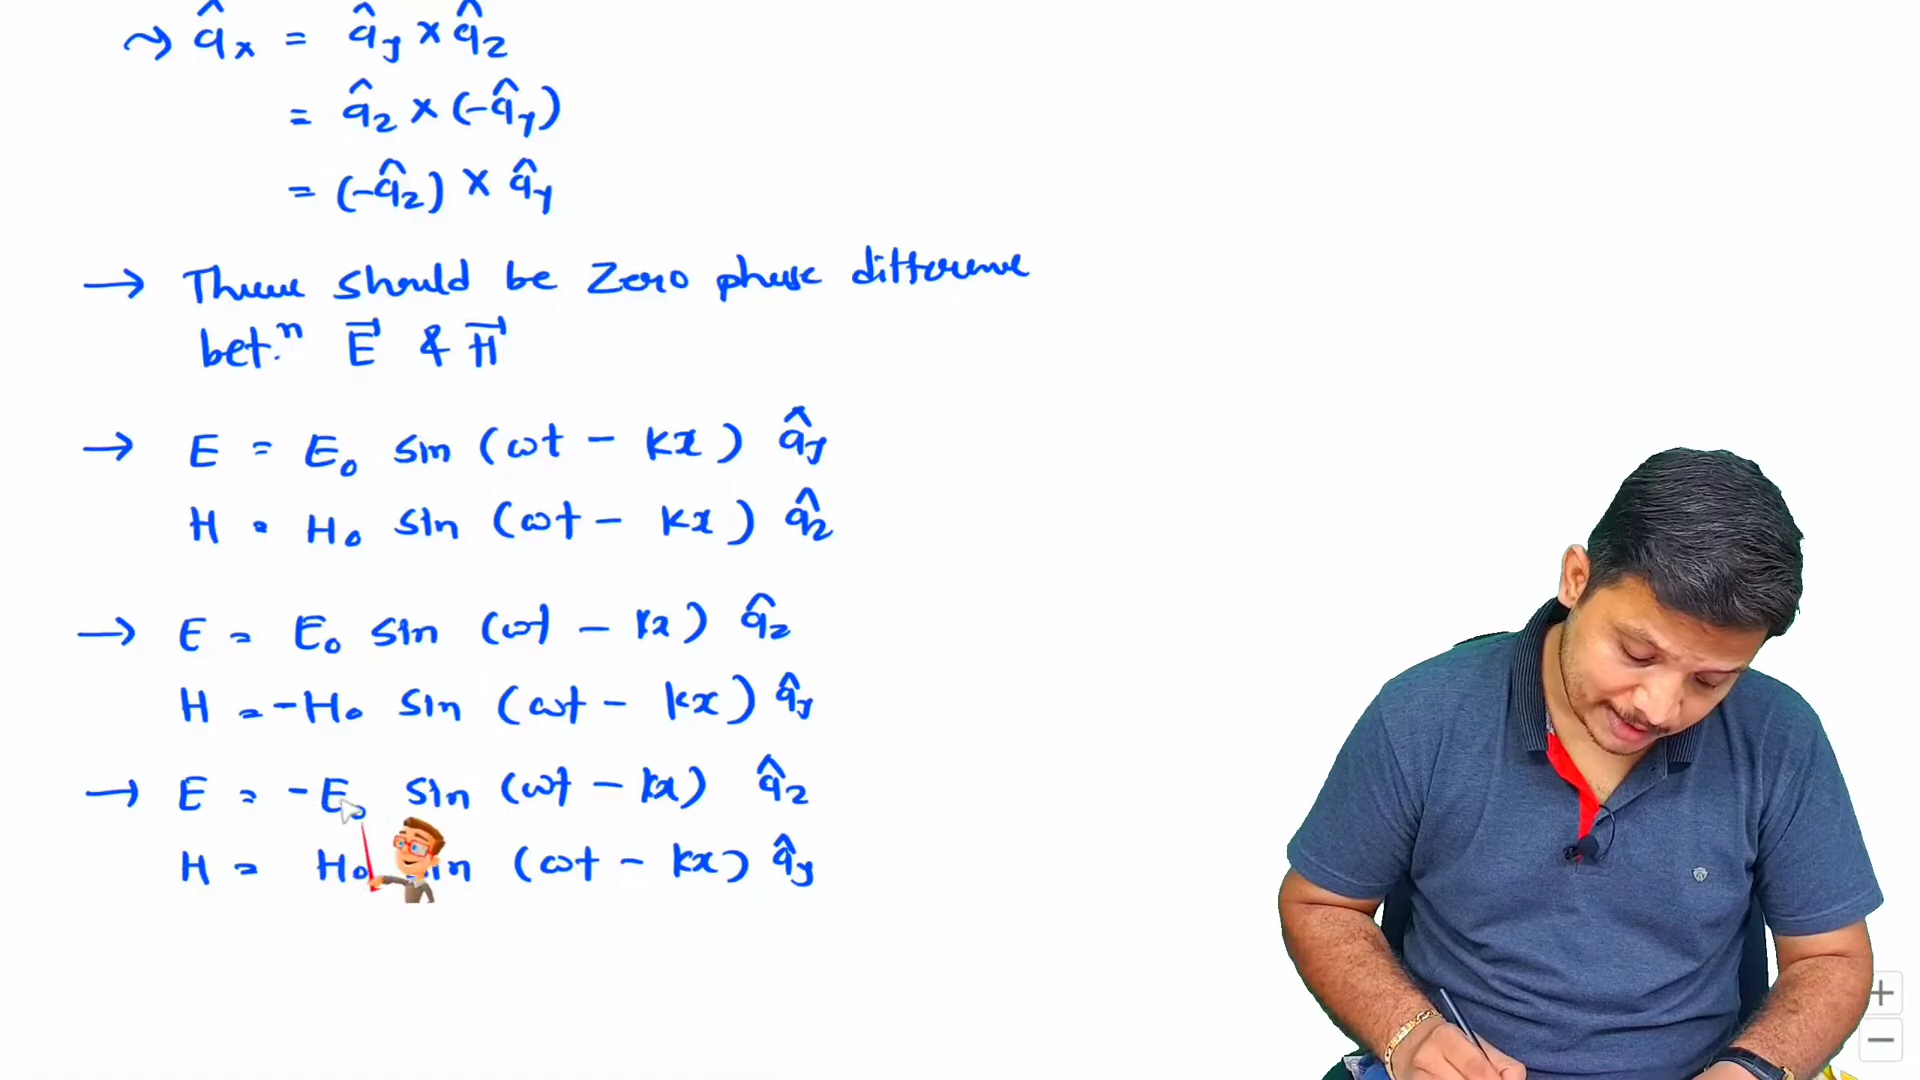 ⤳ âx = ây × âz
= âz × (-ây)
= (-âz) × ây
→ There should be Zero phase difference
bet.ⁿ E⃗ & H⃗
→ E = E₀ sin (ωt - kx) ây
H = H₀ sin (ωt - kx) âz
→ E = E₀ sin (ωt - kx) âz
H = -H₀ sin (ωt - kx) ây
→ E = -E₀ sin (ωt - kx) âz
H = H₀ sin (ωt - kx) ây